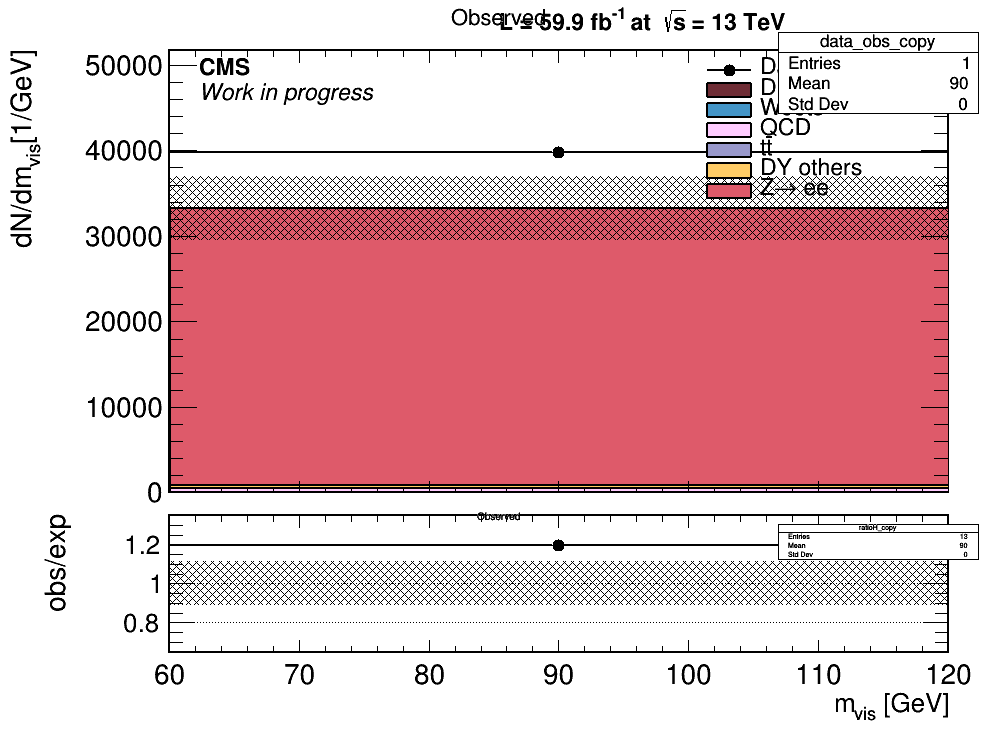 Observed
L = 59.9 fb-1 at √s = 13 TeV
data_obs_copy
Entries 1
Mean 90
Std Dev 0
CMS
Work in progress
QCD
tt̄
DY others
Z→ ee
dN/dm_vis[1/GeV]
50000
40000
30000
20000
10000
0
Observed
ratioH_copy
Entries 13
Mean 90
Std Dev 0
obs/exp
1.2
1
0.8
60 70 80 90 100 110 120
m_vis [GeV]